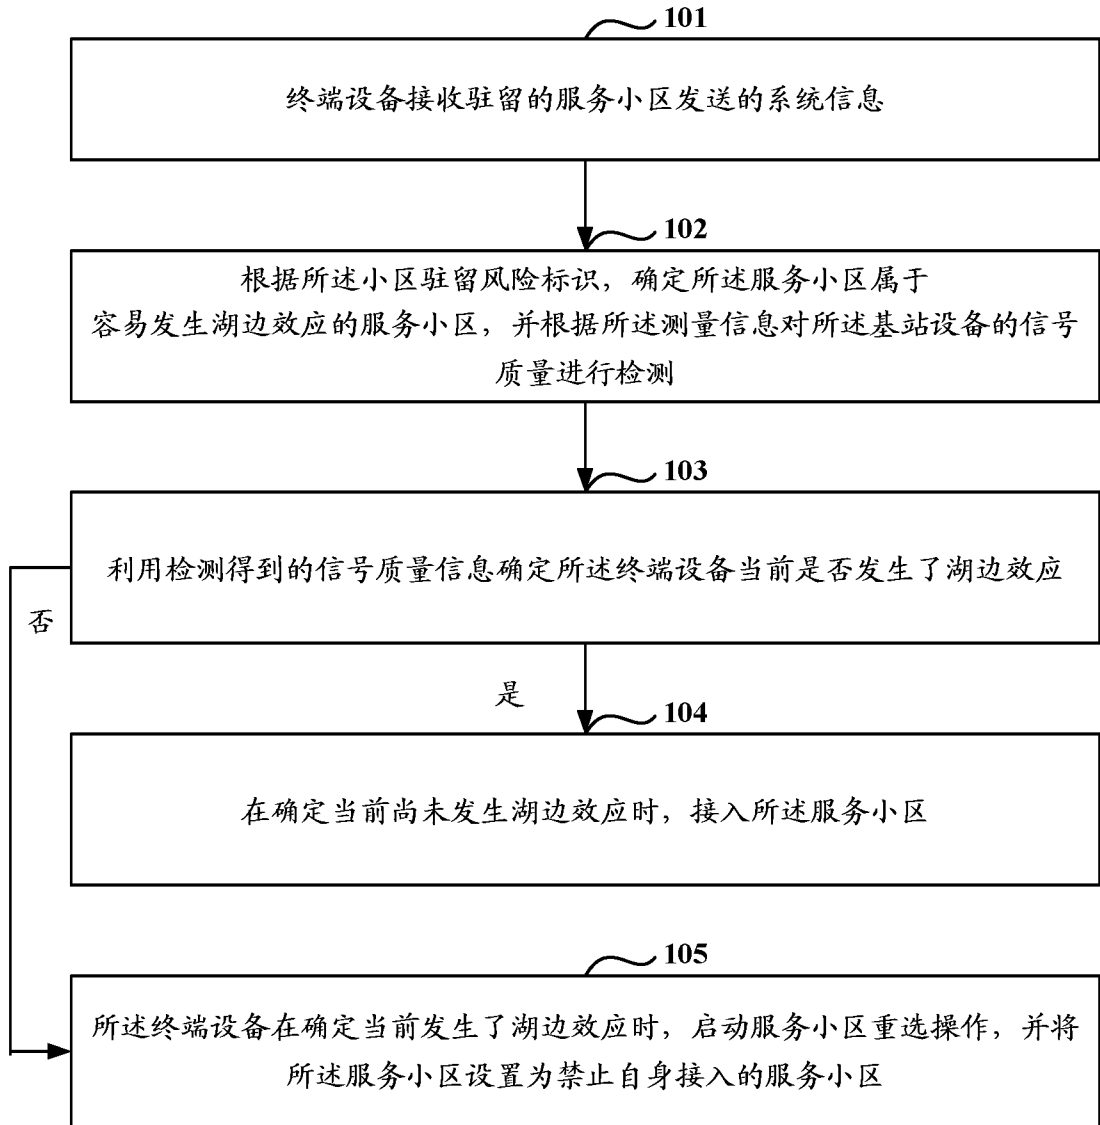 101
终端设备接收驻留的服务小区发送的系统信息
102
根据所述小区驻留风险标识，确定所述服务小区属于
容易发生湖边效应的服务小区，并根据所述测量信息对所述基站设备的信号
质量进行检测
103
利用检测得到的信号质量信息确定所述终端设备当前是否发生了湖边效应
否
是
104
在确定当前尚未发生湖边效应时，接入所述服务小区
105
所述终端设备在确定当前发生了湖边效应时，启动服务小区重选操作，并将
所述服务小区设置为禁止自身接入的服务小区